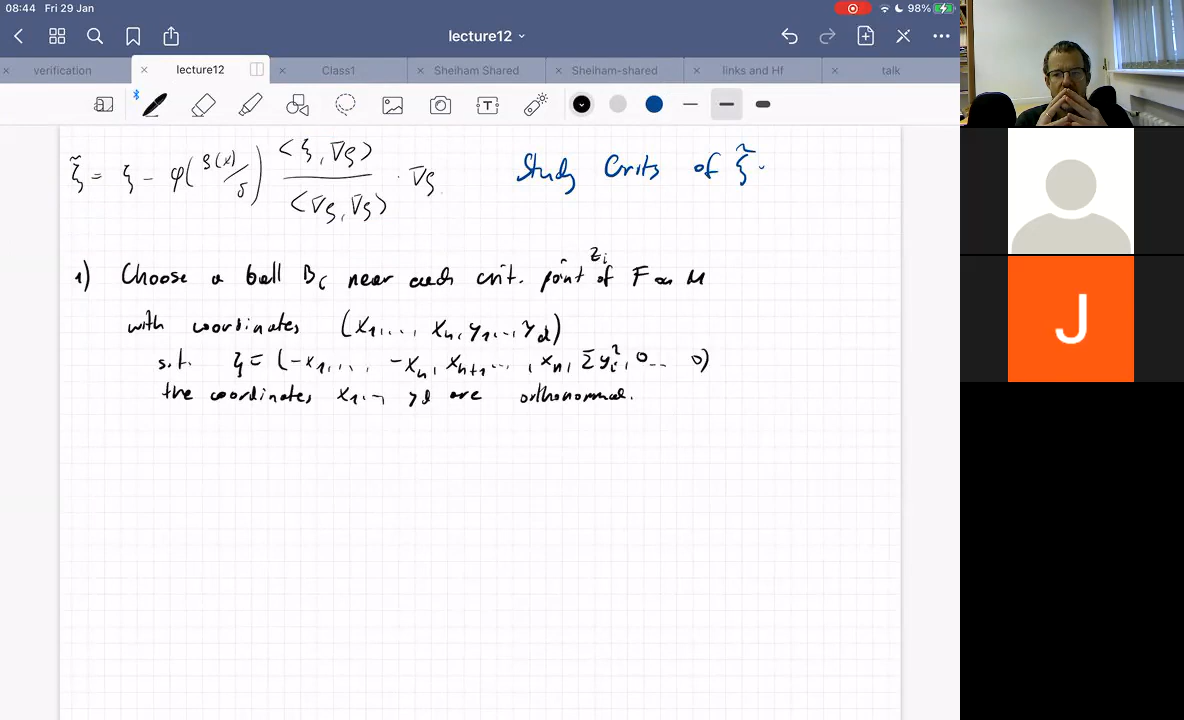 08:44 Fri 29 Jan
98%
lecture12
verification
lecture12
Class1
Sheiham Shared
Sheiham-shared
links and Hf
talk
ξ̃ = ξ − φ(ρ(x)/δ) <ξ, ∇ρ> / <∇ρ, ∇ρ> · ∇ρ
Study Crits of ξ̃.
1) Choose a ball B_c near each crit. point z_i of F on M
with coordinates (x_1,..., x_n, y_1,..., y_d)
s.t. ξ = (-x_1,..., -x_h, x_{h+1},..., x_n, Σ y_i², 0... 0)
the coordinates x_1... y_d are orthonormal.
J